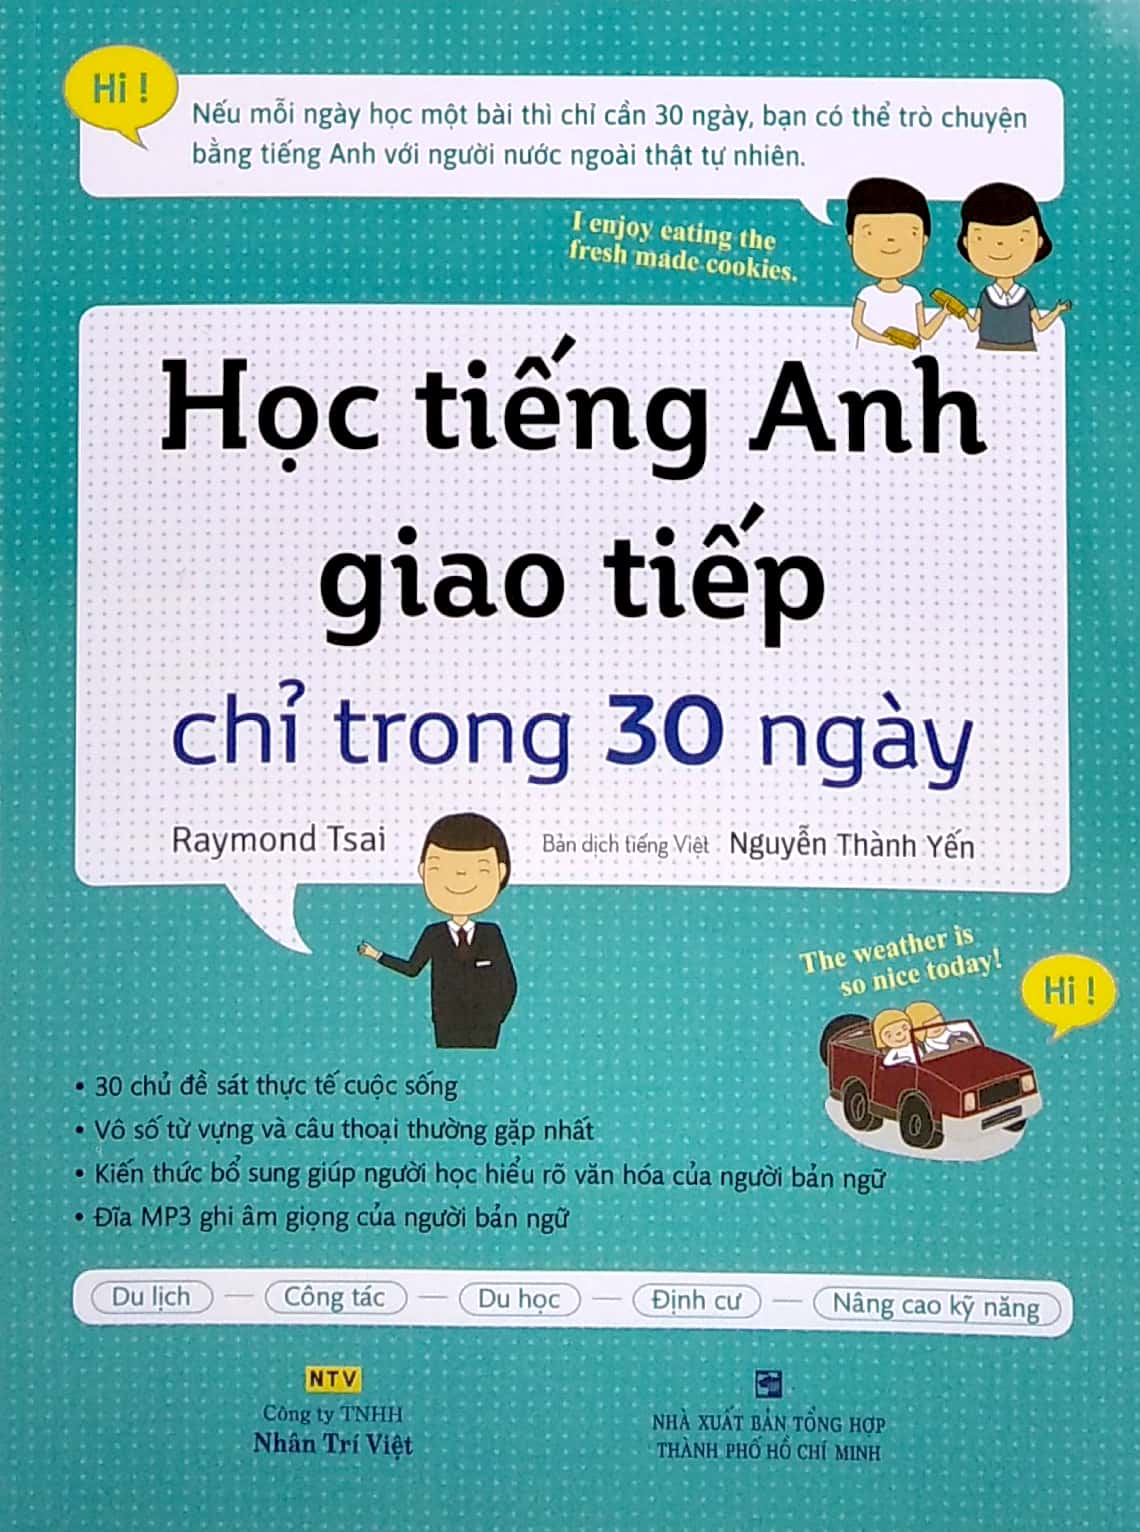 Hi !
Nếu mỗi ngày học một bài thì chỉ cần 30 ngày, bạn có thể trò chuyện
bằng tiếng Anh với người nước ngoài thật tự nhiên.
I enjoy eating the
fresh made cookies.
Học tiếng Anh
giao tiếp
chỉ trong 30 ngày
Raymond Tsai
Bản dịch tiếng Việt Nguyễn Thành Yến
The weather is
so nice today!
Hi !
• 30 chủ đề sát thực tế cuộc sống
• Vô số từ vựng và câu thoại thường gặp nhất
• Kiến thức bổ sung giúp người học hiểu rõ văn hóa của người bản ngữ
• Đĩa MP3 ghi âm giọng của người bản ngữ
Du lịch — Công tác — Du học — Định cư — Nâng cao kỹ năng
NTV
Công ty TNHH
Nhân Trí Việt
NHÀ XUẤT BẢN TỔNG HỢP
THÀNH PHỐ HỒ CHÍ MINH